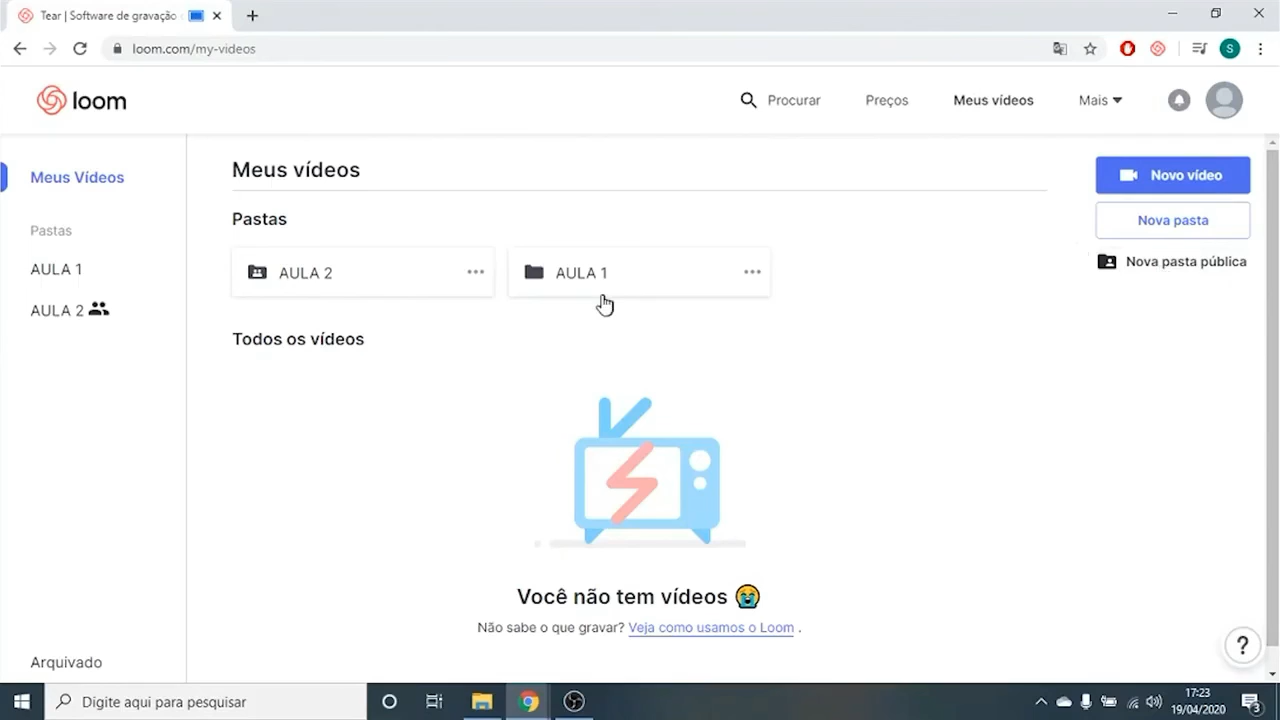 Tear | Software de gravação
loom.com/my-videos
S
loom
Procurar
Preços
Meus vídeos
Mais
Meus Vídeos
Pastas
AULA 1
AULA 2
Arquivado
Meus vídeos
Pastas
AULA 2
AULA 1
Todos os vídeos
Você não tem vídeos
Não sabe o que gravar? Veja como usamos o Loom .
Novo vídeo
Nova pasta
Nova pasta pública
?
Digite aqui para pesquisar
17:23
19/04/2020
3